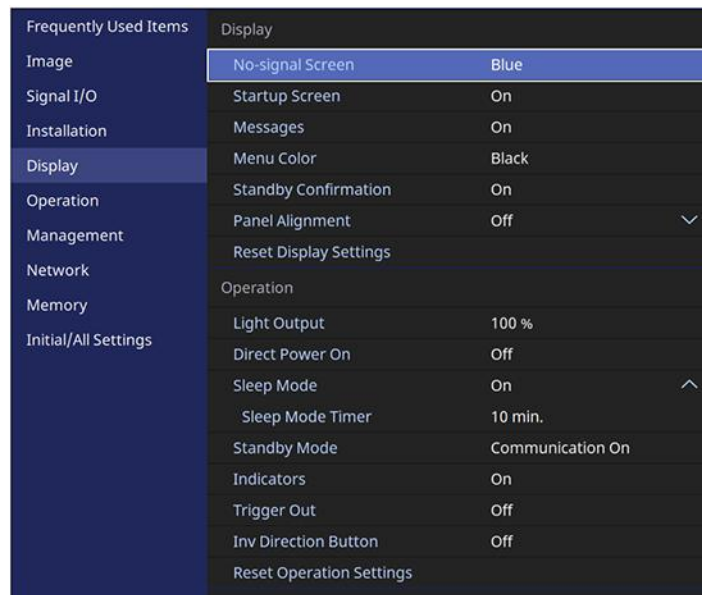 Frequently Used Items
Image
Signal I/O
Installation
Display
Operation
Management
Network
Memory
Initial/All Settings
Display
No-signal Screen Blue
Startup Screen On
Messages On
Menu Color Black
Standby Confirmation On
Panel Alignment Off
Reset Display Settings
Operation
Light Output 100 %
Direct Power On Off
Sleep Mode On
Sleep Mode Timer 10 min.
Standby Mode Communication On
Indicators On
Trigger Out Off
Inv Direction Button Off
Reset Operation Settings